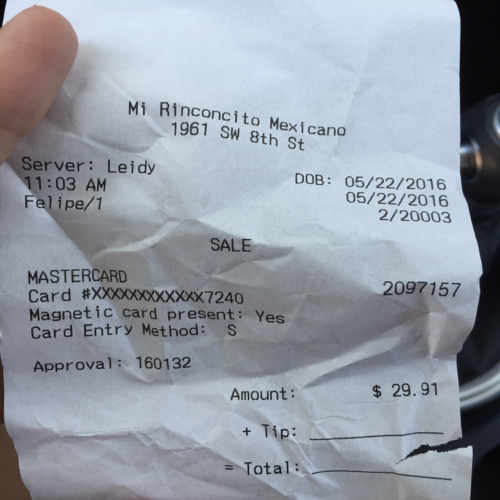 Mi Rinconcito Mexicano
1961 SW 8th St
Server: Leidy
DOB: 05/22/2016
11:03 AM
05/22/2016
Felipe/1
2/20003
SALE
MASTERCARD
2097157
Card #XXXXXXXXXXXX7240
Magnetic card present: Yes
Card Entry Method: S
Approval: 160132
Amount: $ 29.91
+ Tip:
= Total: